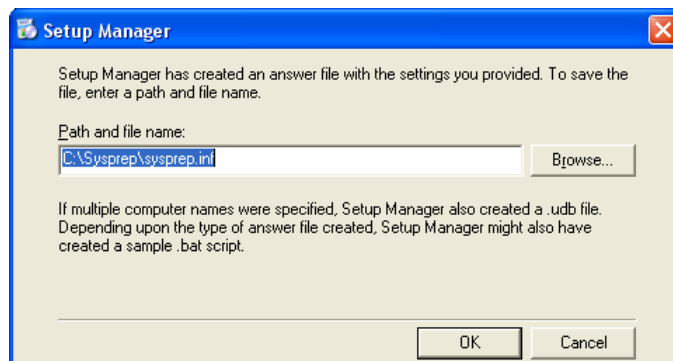 Setup Manager
Setup Manager has created an answer file with the settings you provided. To save the
file, enter a path and file name.
Path and file name:
C:\Sysprep\sysprep.inf
Browse...
If multiple computer names were specified, Setup Manager also created a .udb file.
Depending upon the type of answer file created, Setup Manager might also have
created a sample .bat script.
OK Cancel